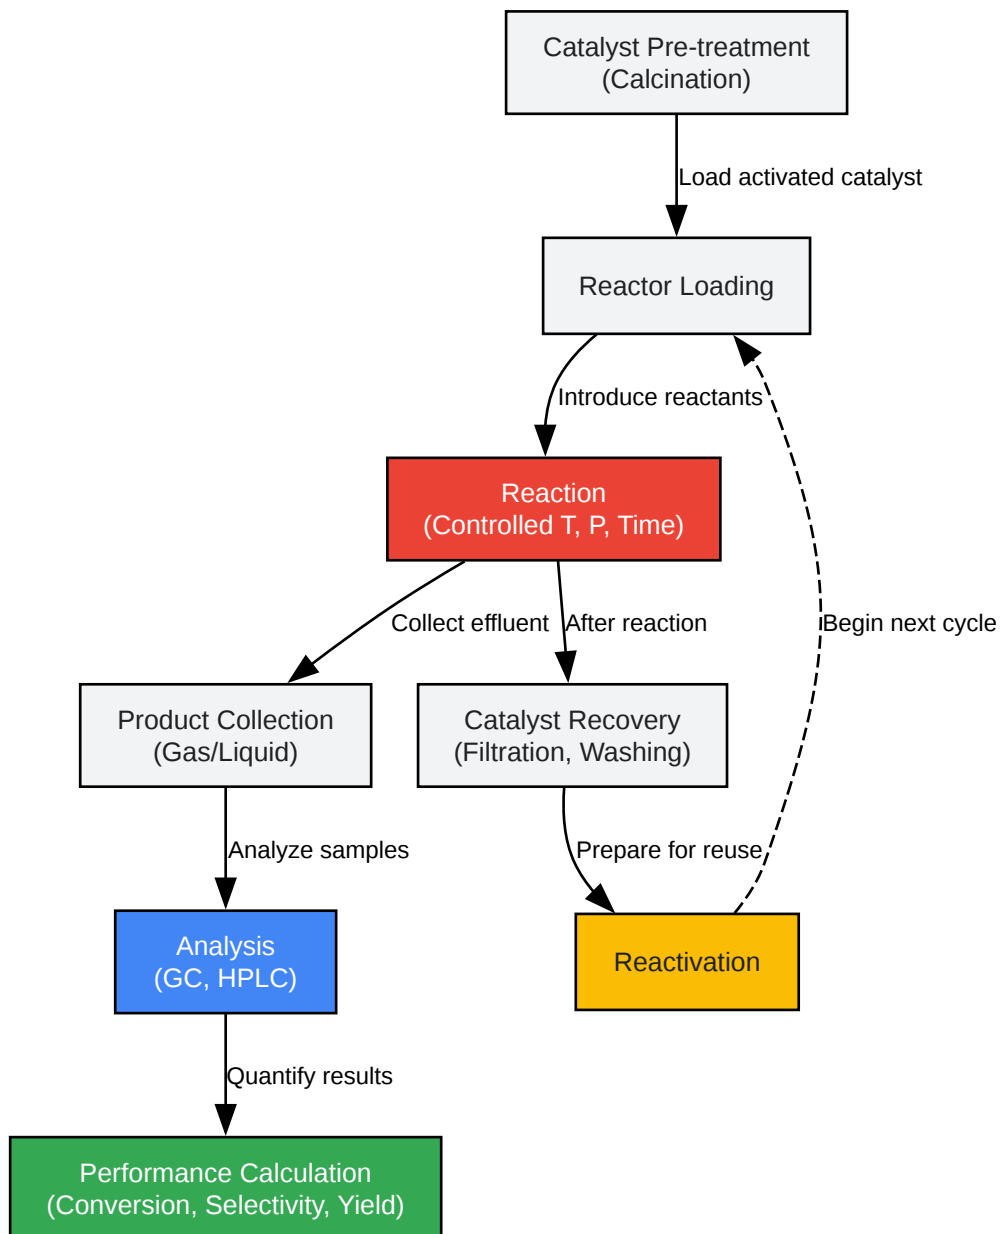 Catalyst Pre-treatment
(Calcination)
Load activated catalyst
Reactor Loading
Introduce reactants
Reaction
(Controlled T, P, Time)
Collect effluent
After reaction
Begin next cycle
Product Collection
(Gas/Liquid)
Catalyst Recovery
(Filtration, Washing)
Analyze samples
Prepare for reuse
Analysis
(GC, HPLC)
Reactivation
Quantify results
Performance Calculation
(Conversion, Selectivity, Yield)